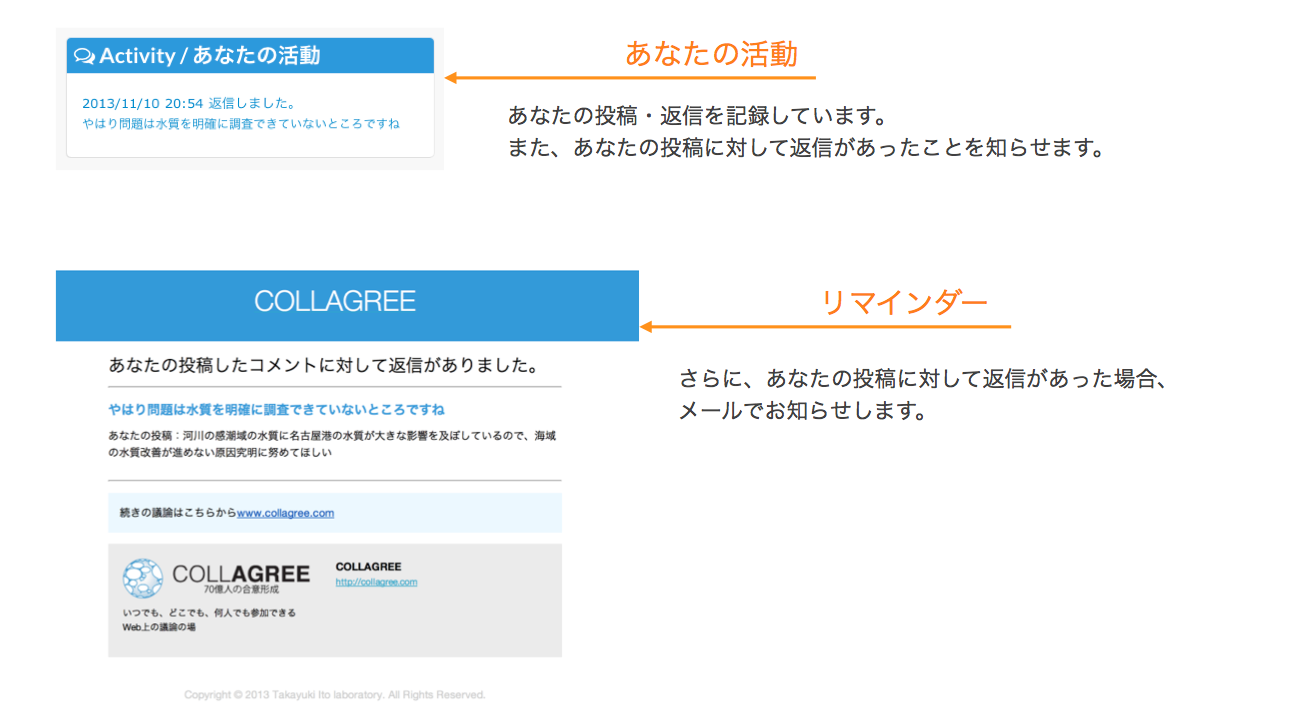 Activity / あなたの活動
2013/11/10 20:54 返信しました。
やはり問題は水質を明確に調査できていないところですね
あなたの活動
あなたの投稿・返信を記録しています。
また、あなたの投稿に対して返信があったことを知らせます。
COLLAGREE
あなたの投稿したコメントに対して返信がありました。
やはり問題は水質を明確に調査できていないところですね
あなたの投稿：河川の感潮域の水質に名古屋港の水質が大きな影響を及ぼしているので、海域
の水質改善が進めない原因究明に努めてほしい
続きの議論はこちらからwww.collagree.com
COLLAGREE
70億人の合意形成
いつでも、どこでも、何人でも参加できる
Web上の議論の場
COLLAGREE
http://collagree.com
Copyright © 2013 Takayuki Ito laboratory. All Rights Reserved.
リマインダー
さらに、あなたの投稿に対して返信があった場合、
メールでお知らせします。